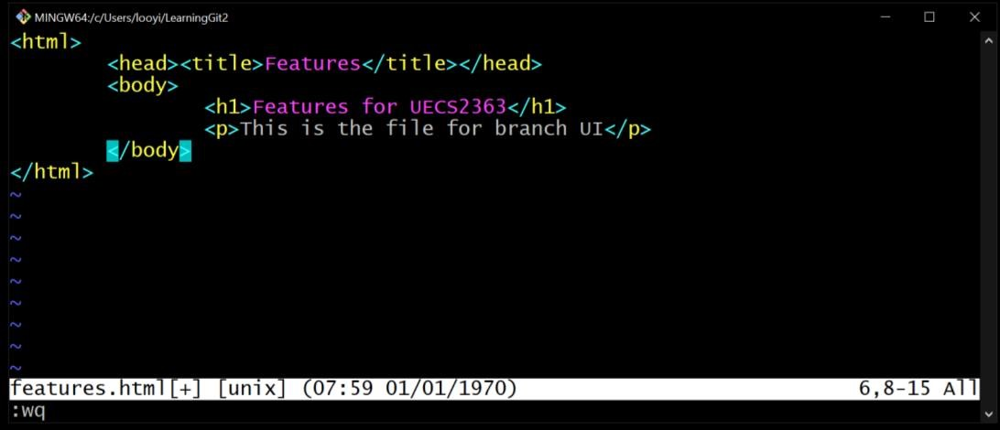 MINGW64:/c/Users/looyi/LearningGit2
<html>
<head><title>Features</title></head>
<body>
<h1>Features for UECS2363</h1>
<p>This is the file for branch UI</p>
</body>
</html>
~
~
~
~
~
~
~
~
~
features.html[+] [unix] (07:59 01/01/1970) 6,8-15 All
:wq